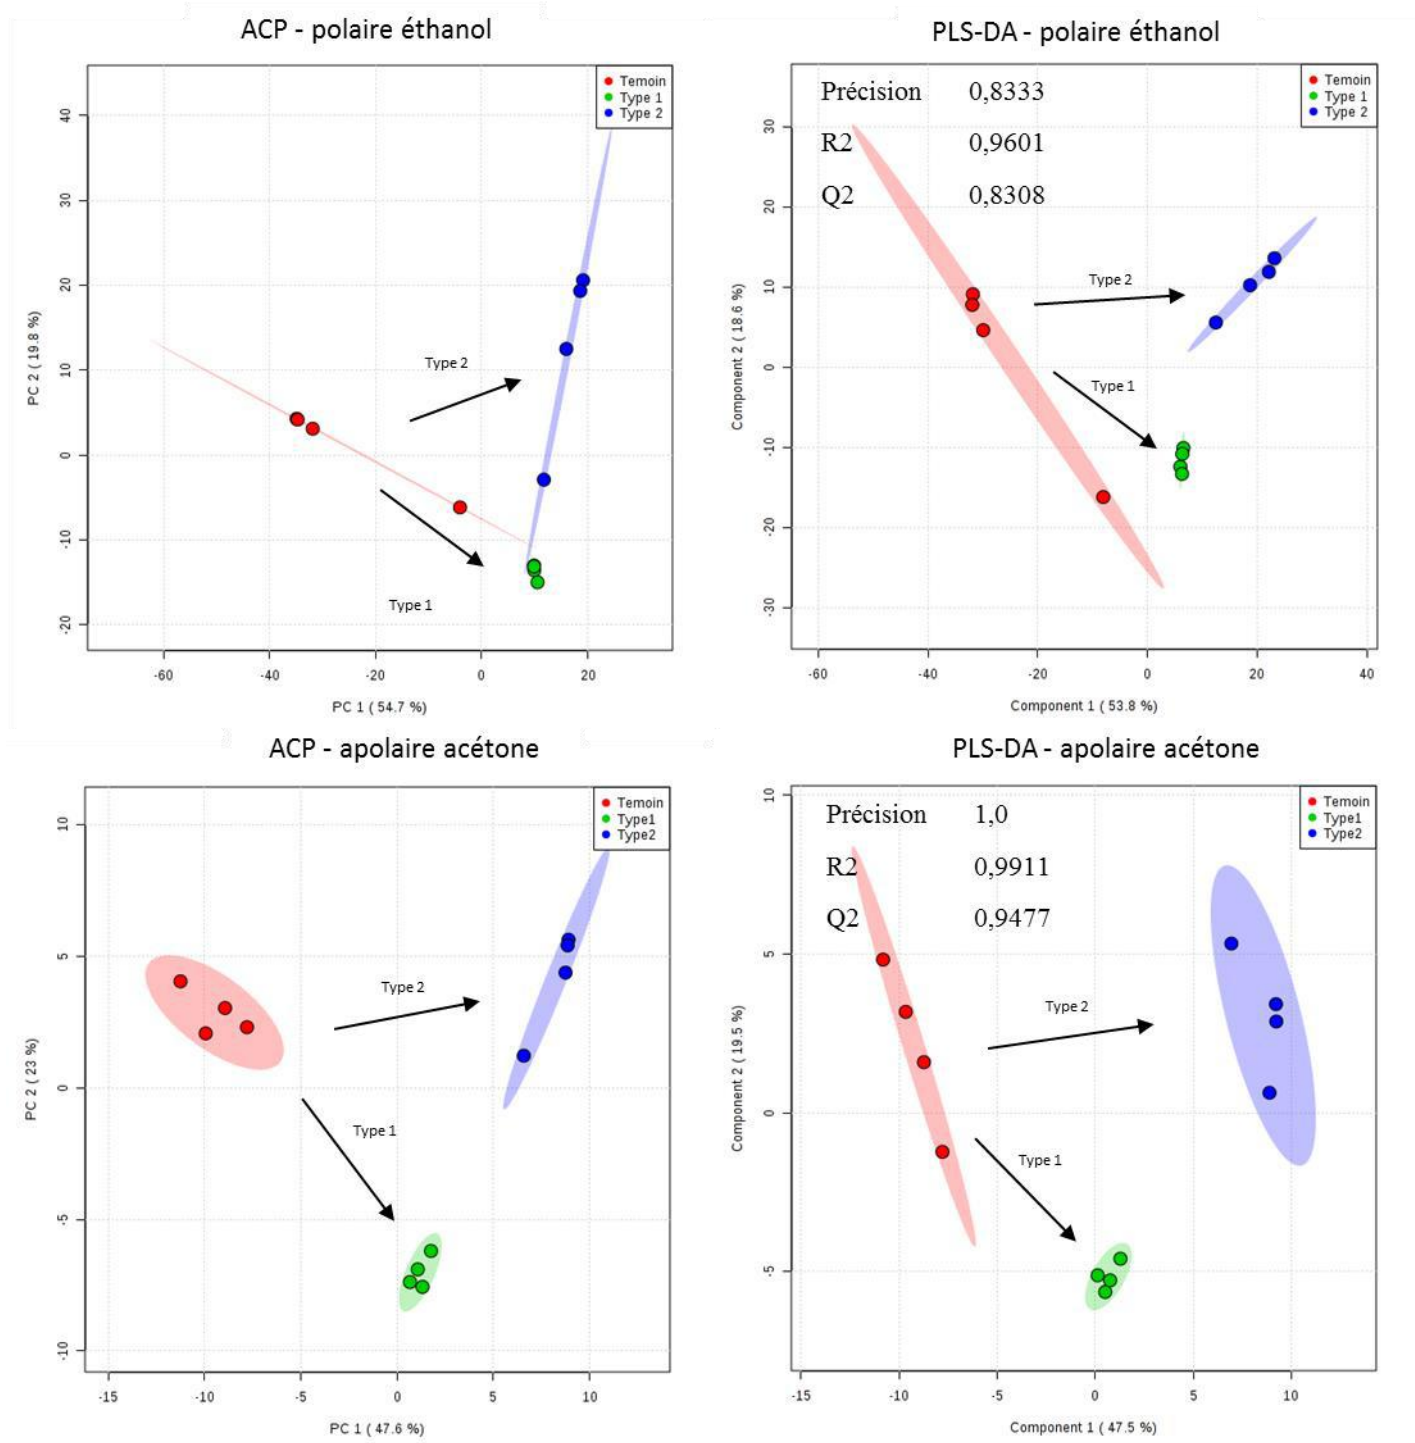 ACP - polaire éthanol
Temoin
Type 1
Type 2
40
30
20
10
0
-10
-20
PC 2 ( 19.8 %)
Type 2
Type 1
-60
-40
-20
0
20
PC 1 ( 54.7 %)
PLS-DA - polaire éthanol
Précision 0,8333
R2 0,9601
Q2 0,8308
Temoin
Type 1
Type 2
30
20
10
0
-10
-20
-30
Component 2 ( 18.6 %)
Type 2
Type 1
-60
-40
-20
0
20
40
Component 1 ( 53.8 %)
ACP - apolaire acétone
Temoin
Type1
Type2
10
5
0
-5
-10
PC 2 ( 23 %)
Type 2
Type 1
-15
-10
-5
0
5
10
PC 1 ( 47.6 %)
PLS-DA - apolaire acétone
Précision 1,0
R2 0,9911
Q2 0,9477
Temoin
Type1
Type2
10
5
0
-5
Component 2 ( 19.5 %)
Type 2
Type 1
-15
-10
-5
0
5
10
Component 1 ( 47.5 %)